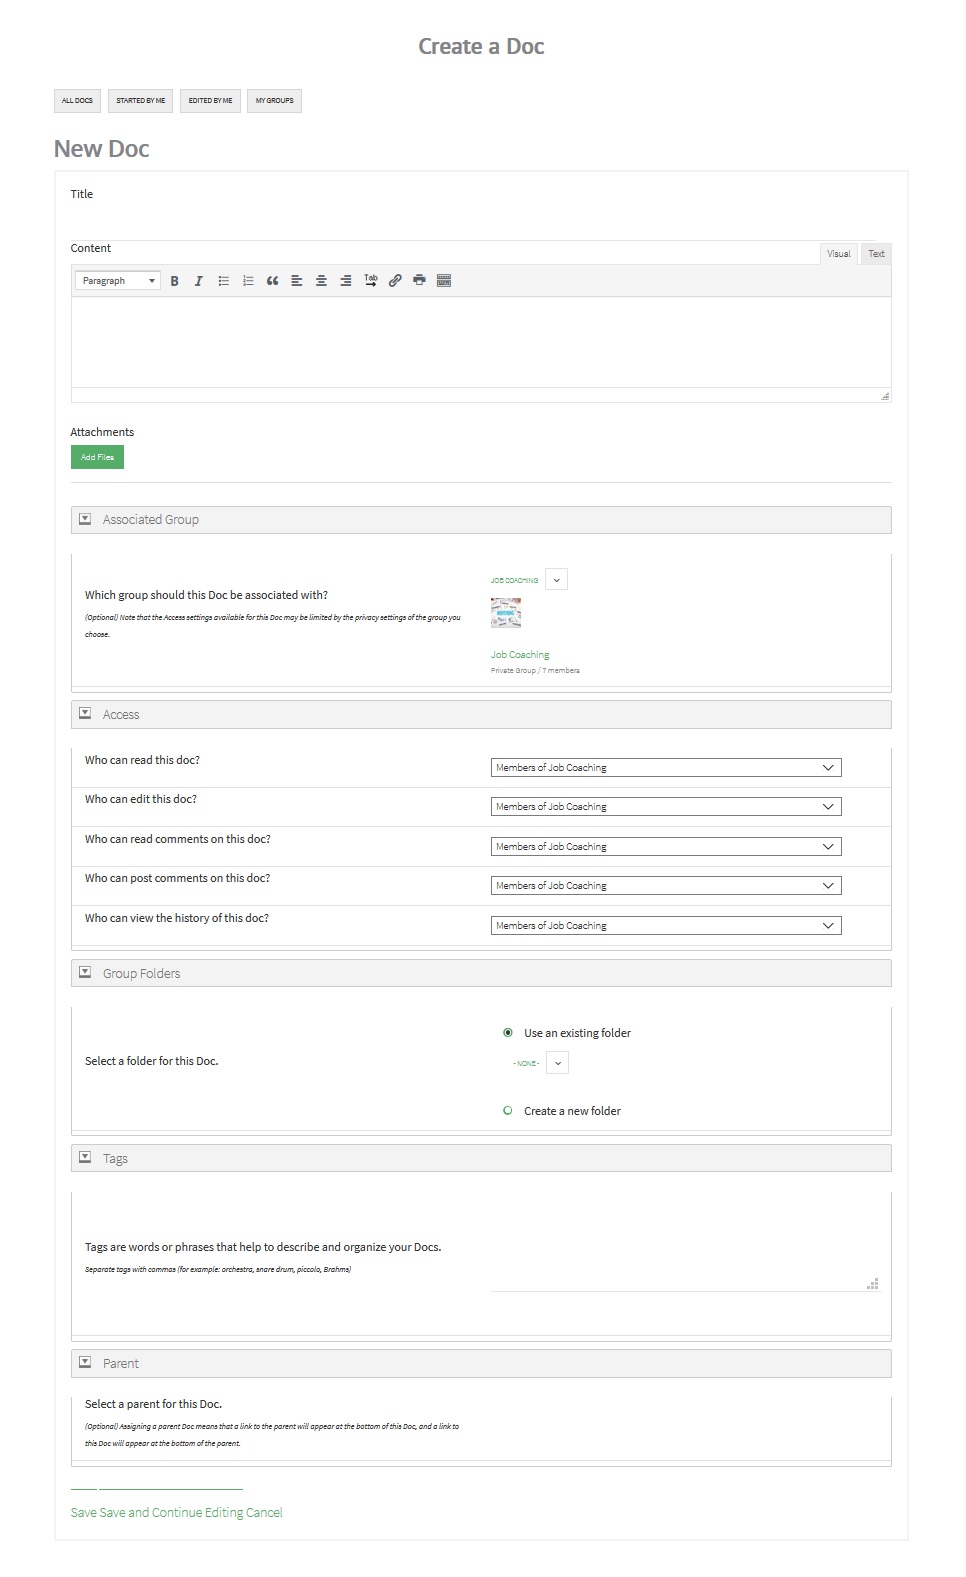 Create a Doc
ALL DOCS STARTED BY ME EDITED BY ME MY GROUPS
New Doc
Title
Content
Visual Text
Paragraph B I Tab
Attachments
Add Files
Associated Group
JOB COACHING
Which group should this Doc be associated with?
(Optional) Note that the Access settings available for this Doc may be limited by the privacy settings of the group you
choose.
Job Coaching
Private Group / 7 members
Access
Who can read this doc?
Members of Job Coaching
Who can edit this doc?
Members of Job Coaching
Who can read comments on this doc?
Members of Job Coaching
Who can post comments on this doc?
Members of Job Coaching
Who can view the history of this doc?
Members of Job Coaching
Group Folders
Use an existing folder
Select a folder for this Doc.
- NONE -
Create a new folder
Tags
Tags are words or phrases that help to describe and organize your Docs.
Separate tags with commas (for example: orchestra, snare drum, piccolo, Brahms)
Parent
Select a parent for this Doc.
(Optional) Assigning a parent Doc means that a link to the parent will appear at the bottom of this Doc, and a link to
this Doc will appear at the bottom of the parent.
Save Save and Continue Editing Cancel